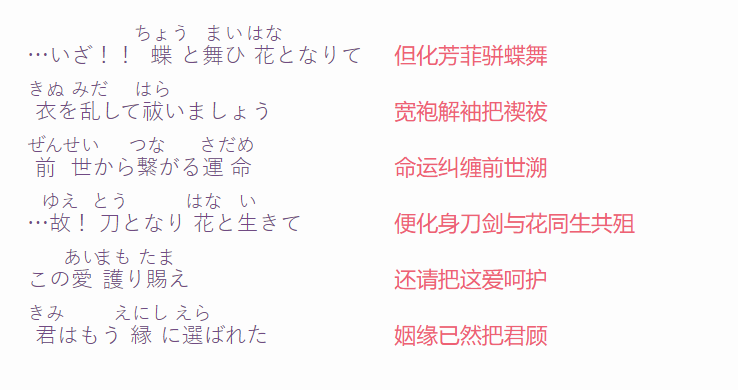 ちょう まい はな
…いざ！！ 蝶 と舞ひ 花となりて 但化芳菲骈蝶舞
きぬ みだ はら
衣を乱して祓いましょう 宽袍解袖把禊祓
ぜんせい つな さだめ
前 世から繋がる運 命 命运纠缠前世溯
ゆえ とう はな い
…故！ 刀となり 花と生きて 便化身刀剑与花同生共殂
あい まも たま
この愛 護り賜え 还请把这爱呵护
きみ えにし えら
君はもう 縁 に選ばれた 姻缘已然把君顾